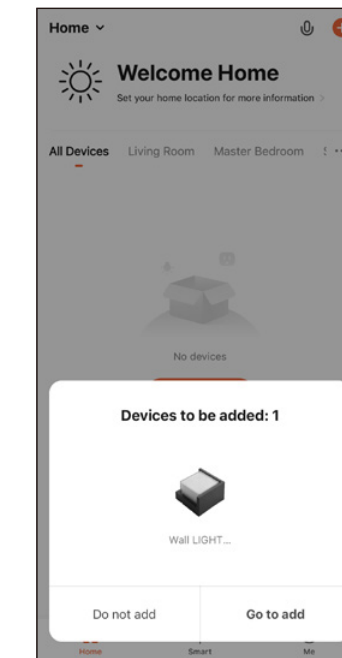 Home
Welcome Home
Set your home location for more information >
All Devices Living Room Master Bedroom
No devices
Devices to be added: 1
Wall LIGHT...
Do not add Go to add
Home Smart Me